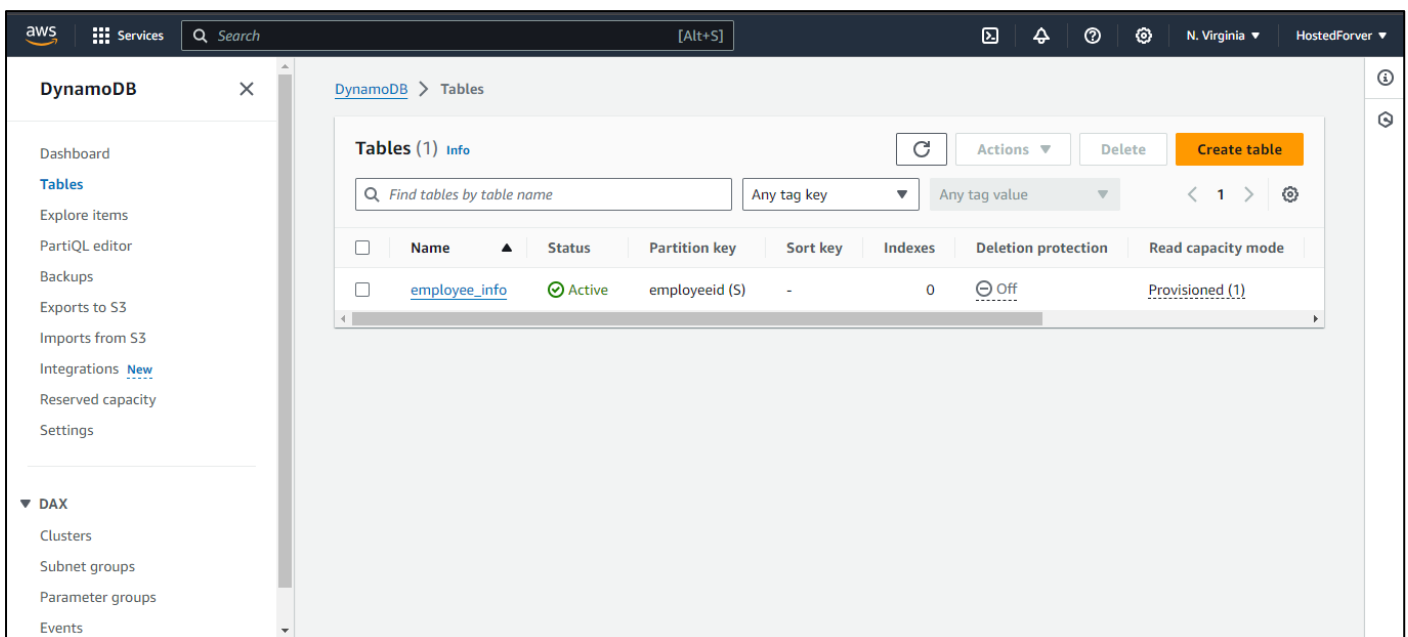 aws Services Search [Alt+S] N. Virginia HostedForver
DynamoDB
Dashboard
Tables
Explore items
PartiQL editor
Backups
Exports to S3
Imports from S3
Integrations New
Reserved capacity
Settings
DAX
Clusters
Subnet groups
Parameter groups
Events
DynamoDB > Tables
Tables (1) Info Actions Delete Create table
Find tables by table name Any tag key Any tag value < 1 >
Name Status Partition key Sort key Indexes Deletion protection Read capacity mode
employee_info Active employeeid (S) - 0 Off Provisioned (1)